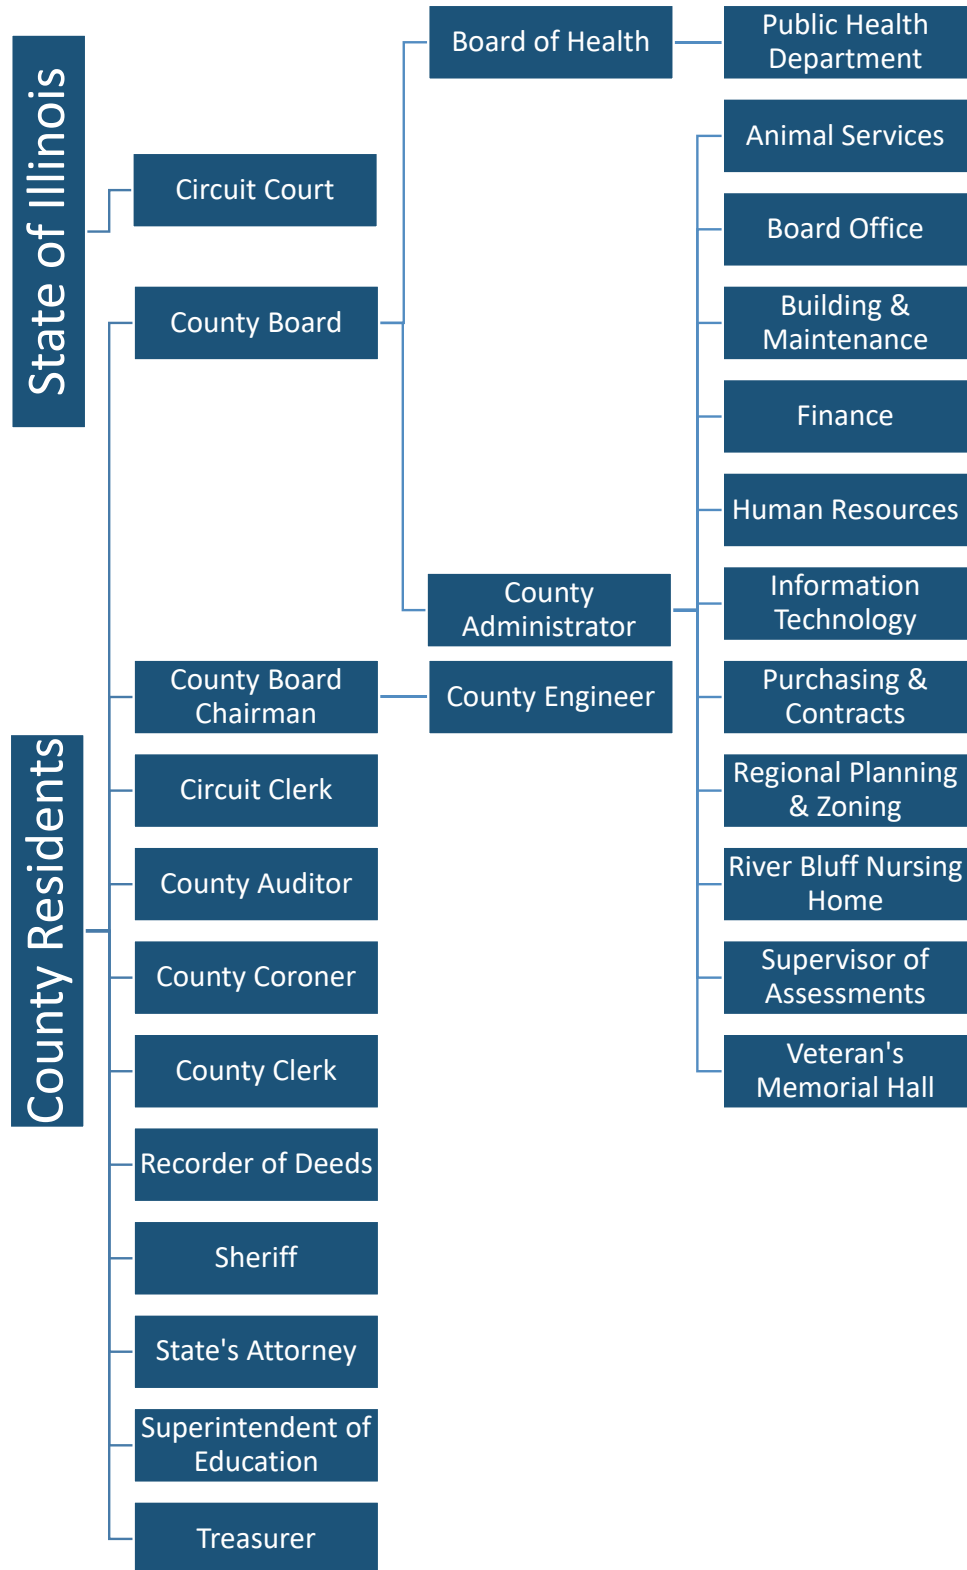 State of Illinois
Circuit Court
County Residents
County Board
Board of Health
Public Health
Department
County
Administrator
Animal Services
Board Office
Building &
Maintenance
Finance
Human Resources
Information
Technology
Purchasing &
Contracts
Regional Planning
& Zoning
River Bluff Nursing
Home
Supervisor of
Assessments
Veteran's
Memorial Hall
County Board
Chairman
County Engineer
Circuit Clerk
County Auditor
County Coroner
County Clerk
Recorder of Deeds
Sheriff
State's Attorney
Superintendent of
Education
Treasurer